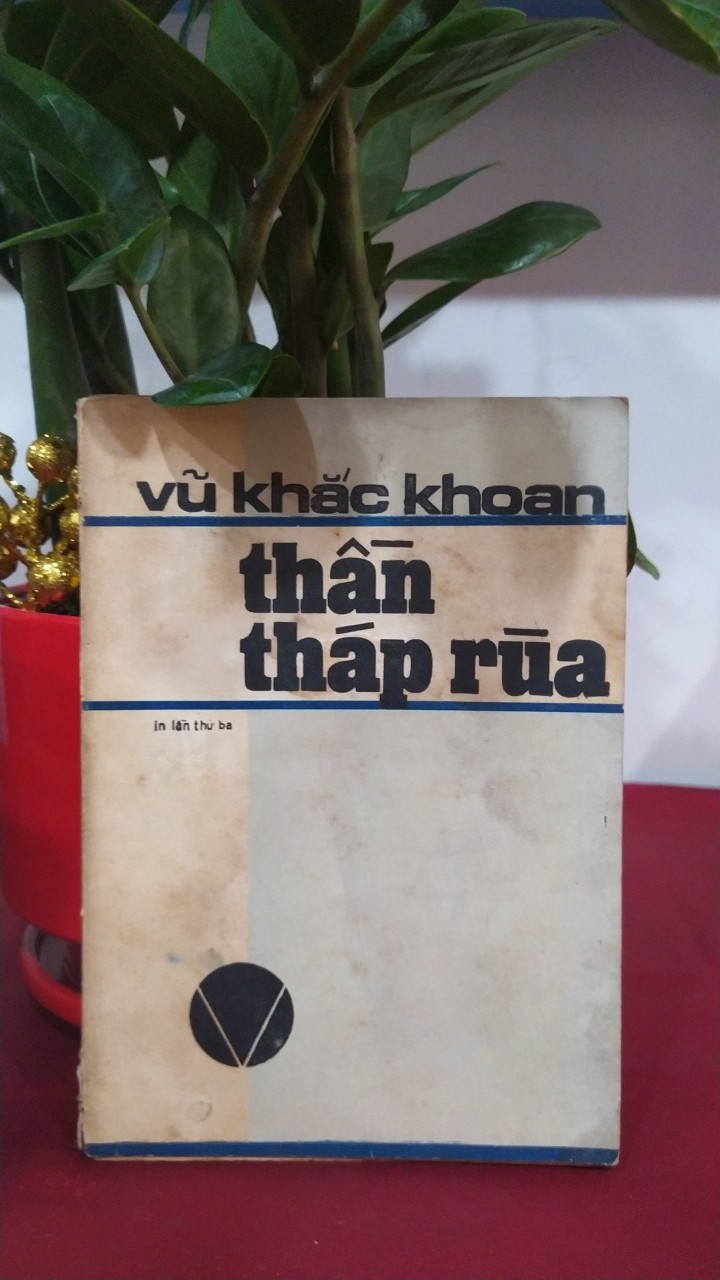 vũ khắc khoan
thần
tháp rùa
in lần thứ ba